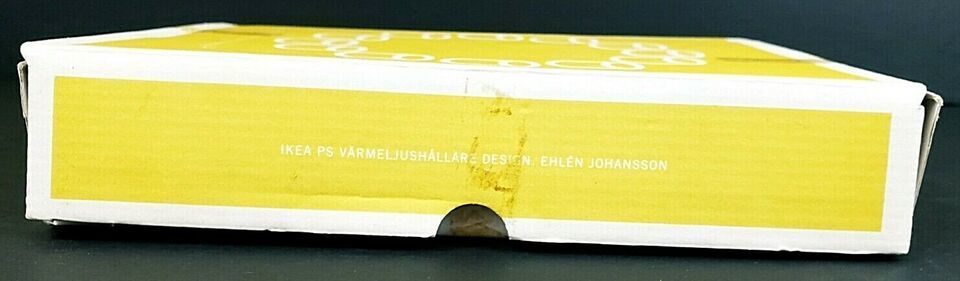 IKEA PS VÄRMELJUSHÅLLARE DESIGN. EHLÉN JOHANSSON